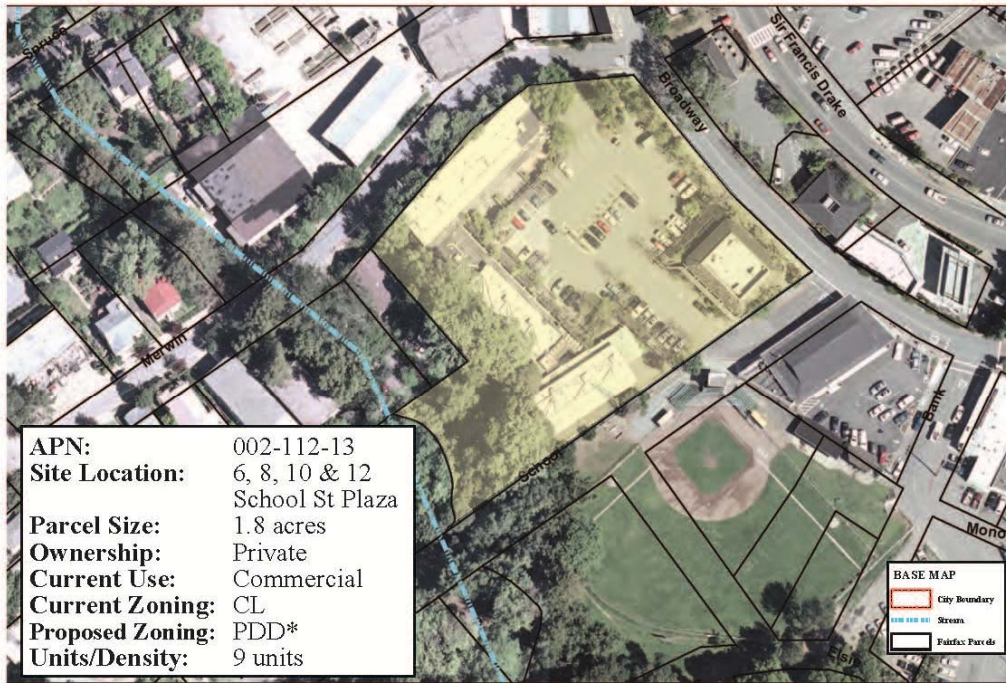 Spruce
Sir Francis Drake
Broadway
Merwin
School
Bank
Mono
Elsie
APN: 002-112-13
Site Location: 6, 8, 10 & 12
School St Plaza
Parcel Size: 1.8 acres
Ownership: Private
Current Use: Commercial
Current Zoning: CL
Proposed Zoning: PDD*
Units/Density: 9 units
BASE MAP
City Boundary
Stream
Fairfax Parcels